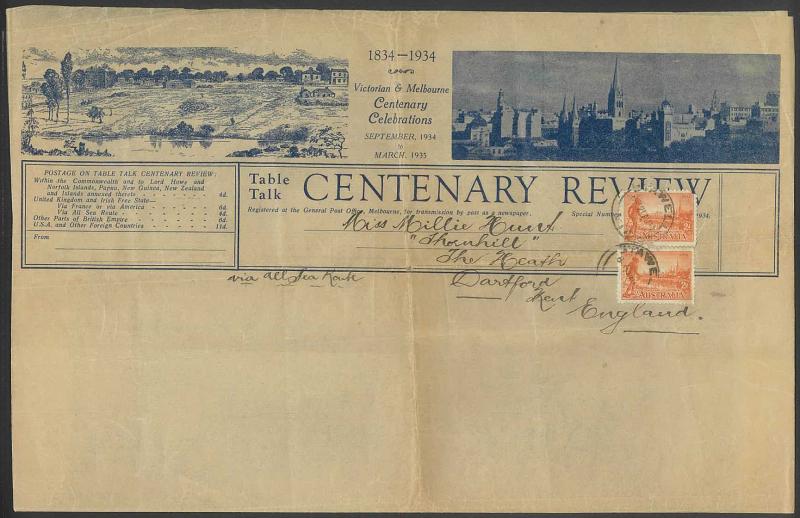 1834—1934
Victorian & Melbourne
Centenary
Celebrations
SEPTEMBER, 1934
to
MARCH, 1935
POSTAGE ON TABLE TALK CENTENARY REVIEW:
Within the Commonwealth and to Lord Howe and
Norfolk Islands, Papua, New Guinea, New Zealand
and Islands annexed thereto - - - - 4d.
United Kingdom and Irish Free State—
Via France or via America - - - - 6d.
Via All Sea Route - - - - 4d.
Other Parts of British Empire - - - - 6d.
U.S.A. and Other Foreign Countries - - - - 11d.
From
Table
Talk
CENTENARY REVIEW
Registered at the General Post Office, Melbourne, for transmission by post as a newspaper. Special Number 1934.
Miss Millie Hunt
"Thornhill"
The Heath
Dartford
Kent
England.
via all Sea Route
2d
AUSTRALIA
2d
AUSTRALIA